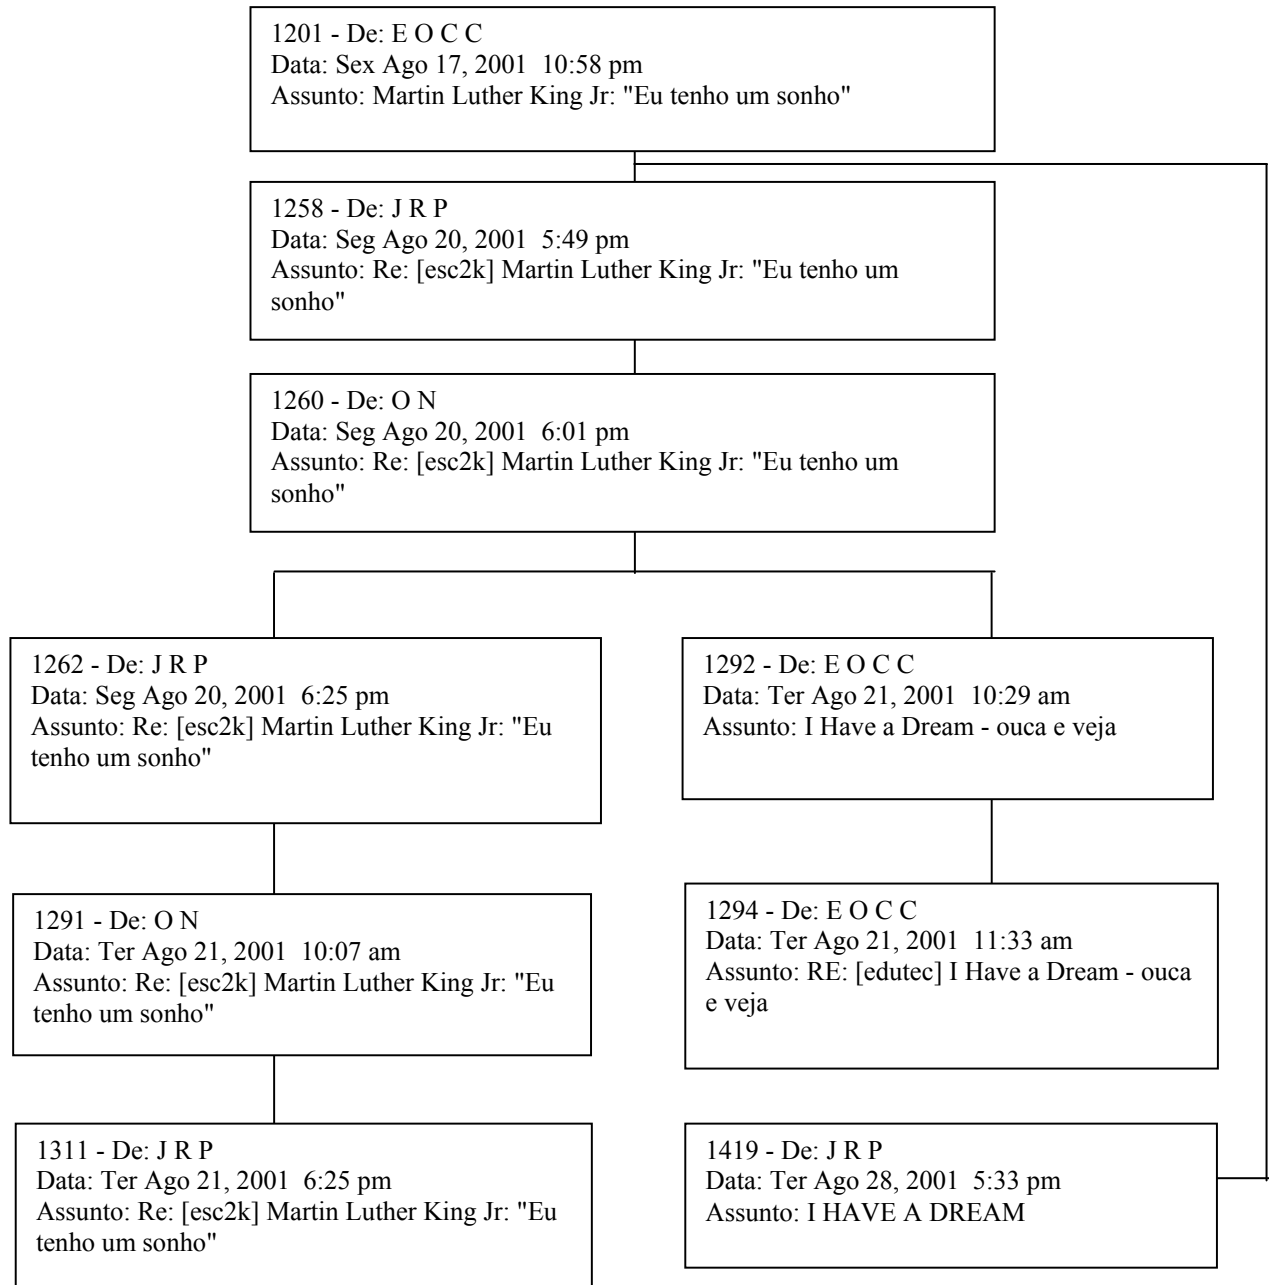 1201 - De: E O C C
Data: Sex Ago 17, 2001 10:58 pm
Assunto: Martin Luther King Jr: "Eu tenho um sonho"
1258 - De: J R P
Data: Seg Ago 20, 2001 5:49 pm
Assunto: Re: [esc2k] Martin Luther King Jr: "Eu tenho um
sonho"
1260 - De: O N
Data: Seg Ago 20, 2001 6:01 pm
Assunto: Re: [esc2k] Martin Luther King Jr: "Eu tenho um
sonho"
1262 - De: J R P
Data: Seg Ago 20, 2001 6:25 pm
Assunto: Re: [esc2k] Martin Luther King Jr: "Eu
tenho um sonho"
1292 - De: E O C C
Data: Ter Ago 21, 2001 10:29 am
Assunto: I Have a Dream - ouca e veja
1291 - De: O N
Data: Ter Ago 21, 2001 10:07 am
Assunto: Re: [esc2k] Martin Luther King Jr: "Eu
tenho um sonho"
1294 - De: E O C C
Data: Ter Ago 21, 2001 11:33 am
Assunto: RE: [edutec] I Have a Dream - ouca
e veja
1311 - De: J R P
Data: Ter Ago 21, 2001 6:25 pm
Assunto: Re: [esc2k] Martin Luther King Jr: "Eu
tenho um sonho"
1419 - De: J R P
Data: Ter Ago 28, 2001 5:33 pm
Assunto: I HAVE A DREAM